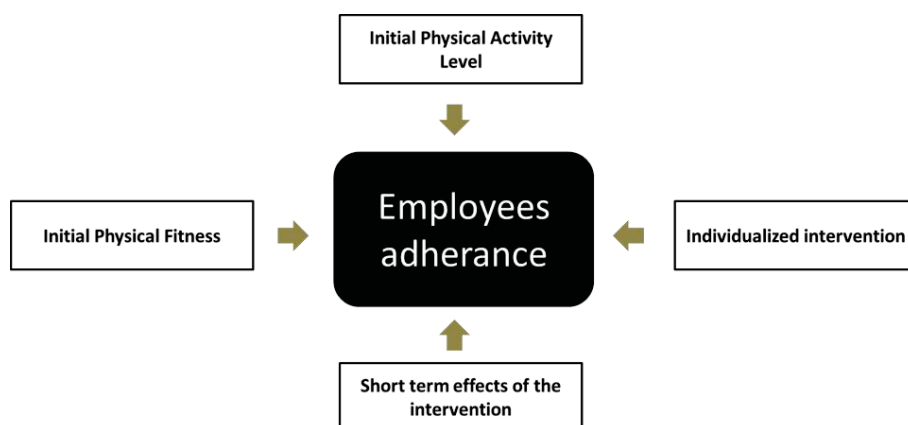 Initial Physical Activity
Level
Employees
adherance
Initial Physical Fitness
Individualized intervention
Short term effects of the
intervention